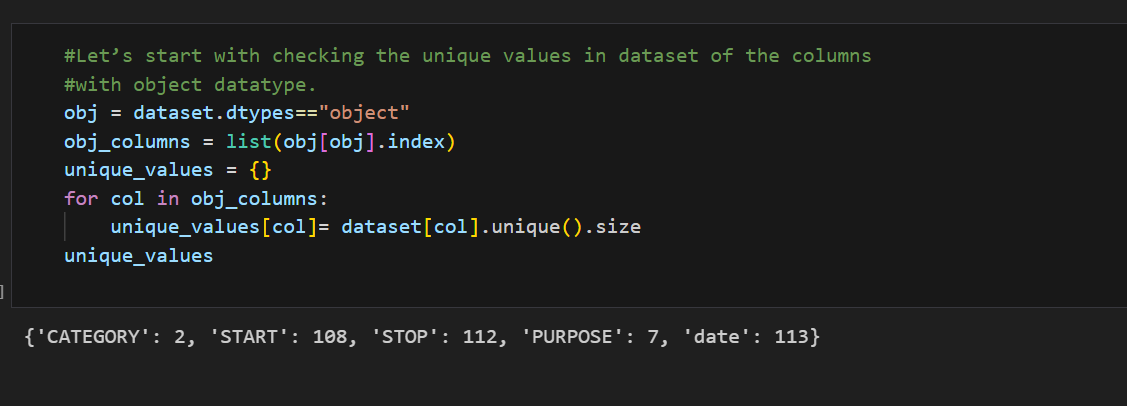 #Let’s start with checking the unique values in dataset of the columns
#with object datatype.
obj = dataset.dtypes=="object"
obj_columns = list(obj[obj].index)
unique_values = {}
for col in obj_columns:
    unique_values[col]= dataset[col].unique().size
unique_values
]
{'CATEGORY': 2, 'START': 108, 'STOP': 112, 'PURPOSE': 7, 'date': 113}